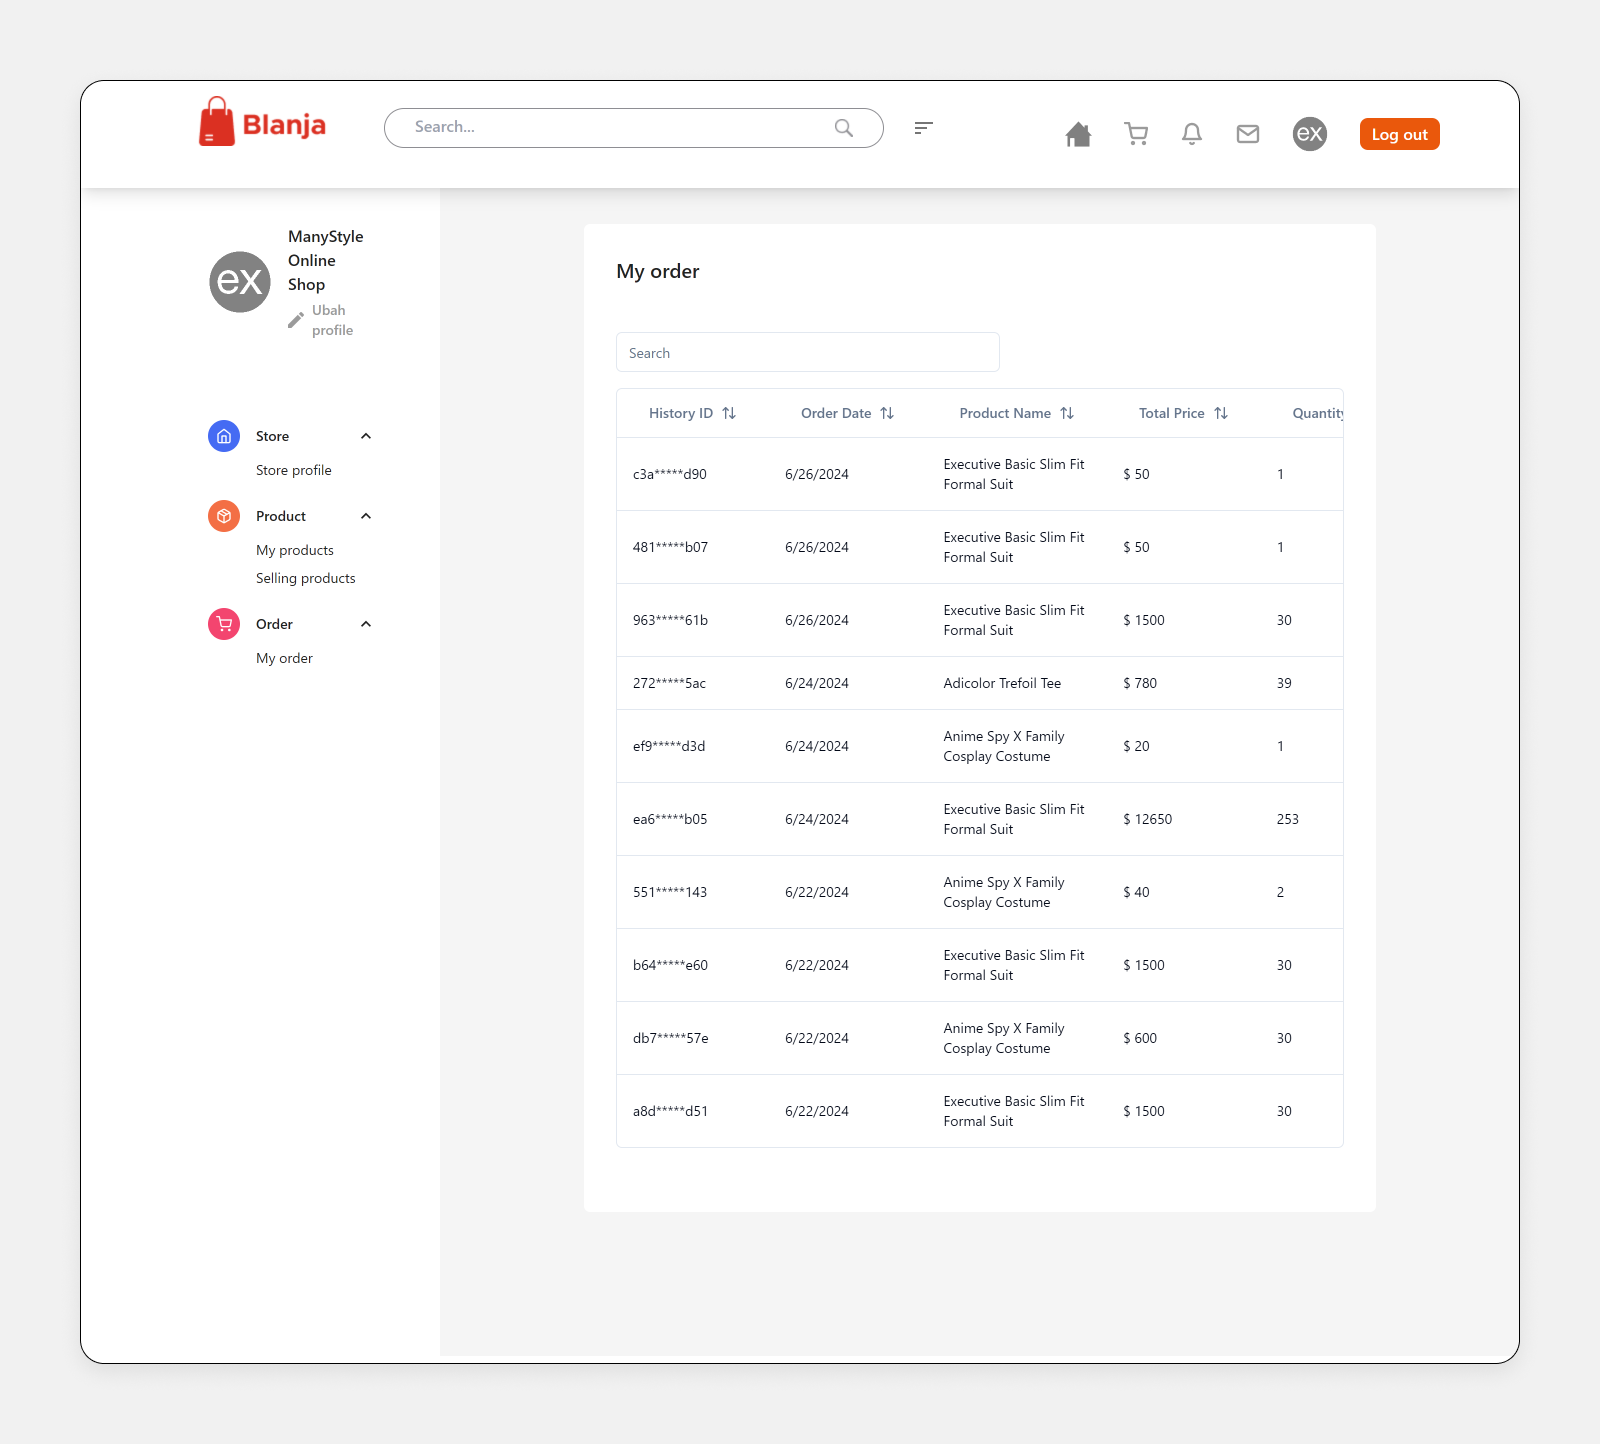 Blanja
Search...
ex
Log out
ManyStyle
Online
Shop
ex
Ubah
profile
Store
Store profile
Product
My products
Selling products
Order
My order
My order
Search
History ID Order Date Product Name Total Price Quantity
c3a*****d90 6/26/2024 Executive Basic Slim Fit $ 50 1
Formal Suit
481*****b07 6/26/2024 Executive Basic Slim Fit $ 50 1
Formal Suit
963*****61b 6/26/2024 Executive Basic Slim Fit $ 1500 30
Formal Suit
272*****5ac 6/24/2024 Adicolor Trefoil Tee $ 780 39
ef9*****d3d 6/24/2024 Anime Spy X Family $ 20 1
Cosplay Costume
ea6*****b05 6/24/2024 Executive Basic Slim Fit $ 12650 253
Formal Suit
551*****143 6/22/2024 Anime Spy X Family $ 40 2
Cosplay Costume
b64*****e60 6/22/2024 Executive Basic Slim Fit $ 1500 30
Formal Suit
db7*****57e 6/22/2024 Anime Spy X Family $ 600 30
Cosplay Costume
a8d*****d51 6/22/2024 Executive Basic Slim Fit $ 1500 30
Formal Suit